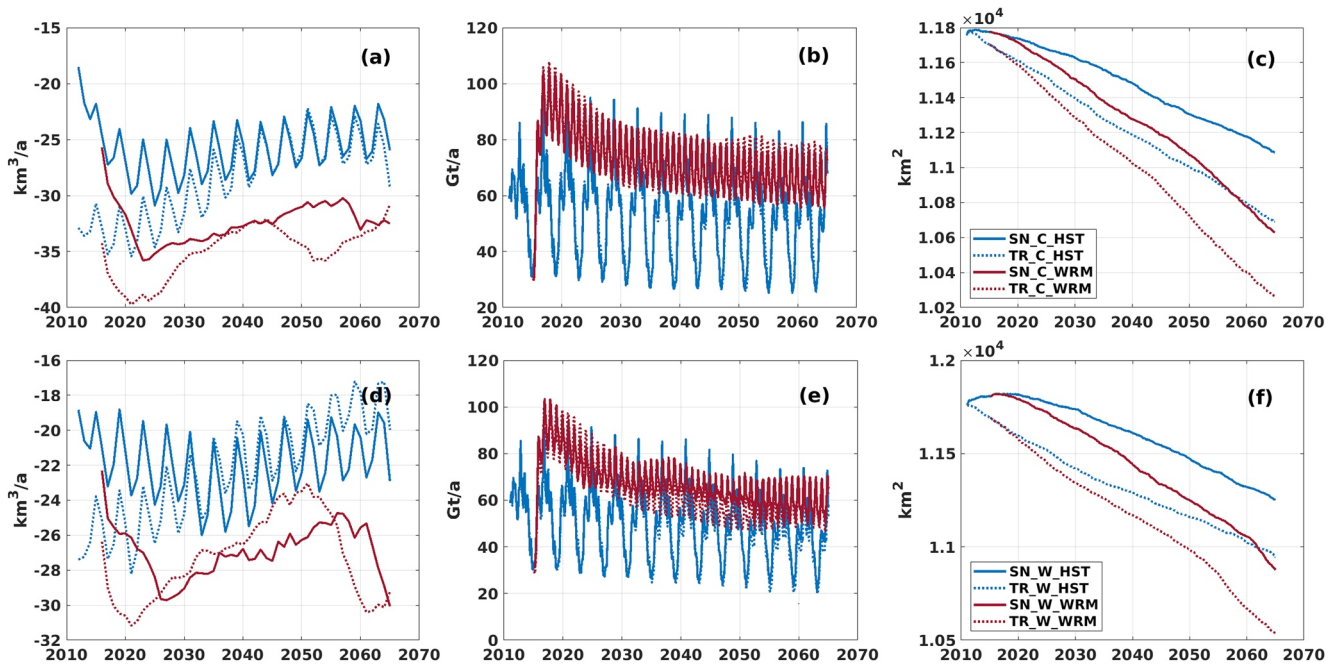 -15
-20
-25
-30
-35
-40
km³/a
(a)
2010 2020 2030 2040 2050 2060 2070
120
100
80
60
40
20
Gt/a
(b)
2010 2020 2030 2040 2050 2060 2070
×10⁴
1.18
1.16
1.14
1.12
1.1
1.08
1.06
1.04
1.02
km²
(c)
SN_C_HST
TR_C_HST
SN_C_WRM
TR_C_WRM
2010 2020 2030 2040 2050 2060 2070
-16
-18
-20
-22
-24
-26
-28
-30
-32
km³/a
(d)
2010 2020 2030 2040 2050 2060 2070
120
100
80
60
40
20
0
Gt/a
(e)
2010 2020 2030 2040 2050 2060 2070
×10⁴
1.2
1.15
1.1
1.05
km²
(f)
SN_W_HST
TR_W_HST
SN_W_WRM
TR_W_WRM
2010 2020 2030 2040 2050 2060 2070